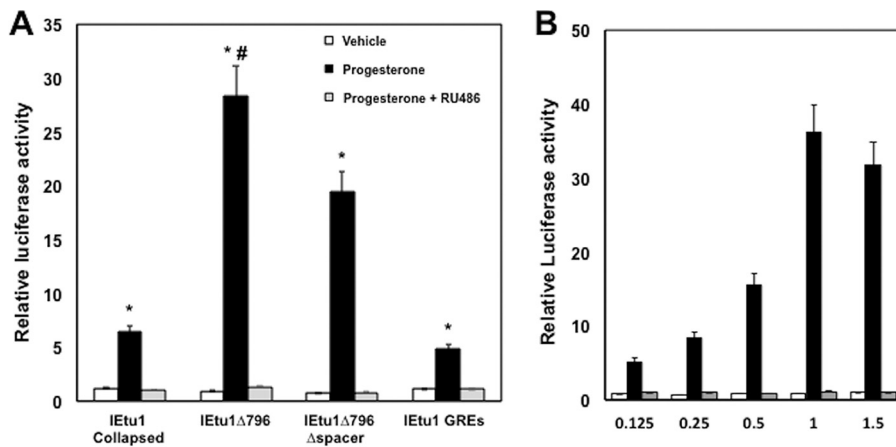 A
Relative luciferase activity
35
30
25
20
15
10
5
0
* #
*
*
*
Vehicle
Progesterone
Progesterone + RU486
IEtu1
Collapsed
IEtu1Δ796
IEtu1Δ796
Δspacer
IEtu1 GREs
B
Relative Luciferase activity
50
40
30
20
10
0
0.125
0.25
0.5
1
1.5